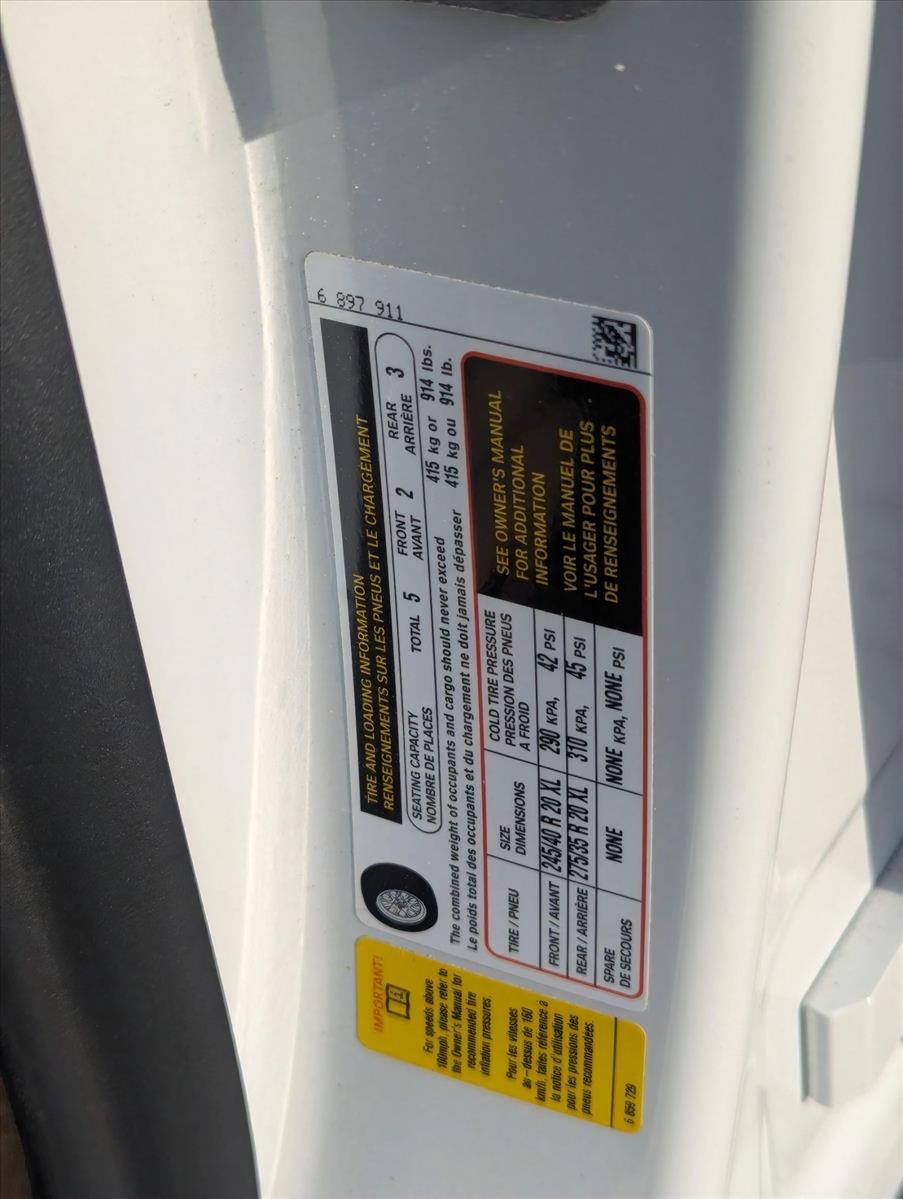 6 897 911
TIRE AND LOADING INFORMATION
RENSEIGNEMENTS SUR LES PNEUS ET LE CHARGEMENT
SEATING CAPACITY
NOMBRE DE PLACES
TOTAL 5
FRONT
AVANT
2
REAR
ARRIÈRE
3
The combined weight of occupants and cargo should never exceed 415 kg or 914 lbs.
Le poids total des occupants et du chargement ne doit jamais dépasser 415 kg ou 914 lb.
TIRE / PNEU
SIZE
DIMENSIONS
COLD TIRE PRESSURE
PRESSION DES PNEUS
A FROID
FRONT / AVANT 245/40 R 20 XL 290 KPA, 42 PSI
REAR / ARRIÈRE 275/35 R 20 XL 310 KPA, 45 PSI
SPARE
DE SECOURS
NONE NONE KPA, NONE PSI
SEE OWNER'S MANUAL
FOR ADDITIONAL
INFORMATION
VOIR LE MANUEL DE
L'USAGER POUR PLUS
DE RENSEIGNEMENTS
IMPORTANT!
For speeds above
100mph, please refer to
the Owner's Manual for
recommended tire
inflation pressures.
Pour les vitesses
au-dessus de 160
km/h, faites référence à
la notice d'utilisation
pour les pressions des
pneus recommandées.
6 856 729